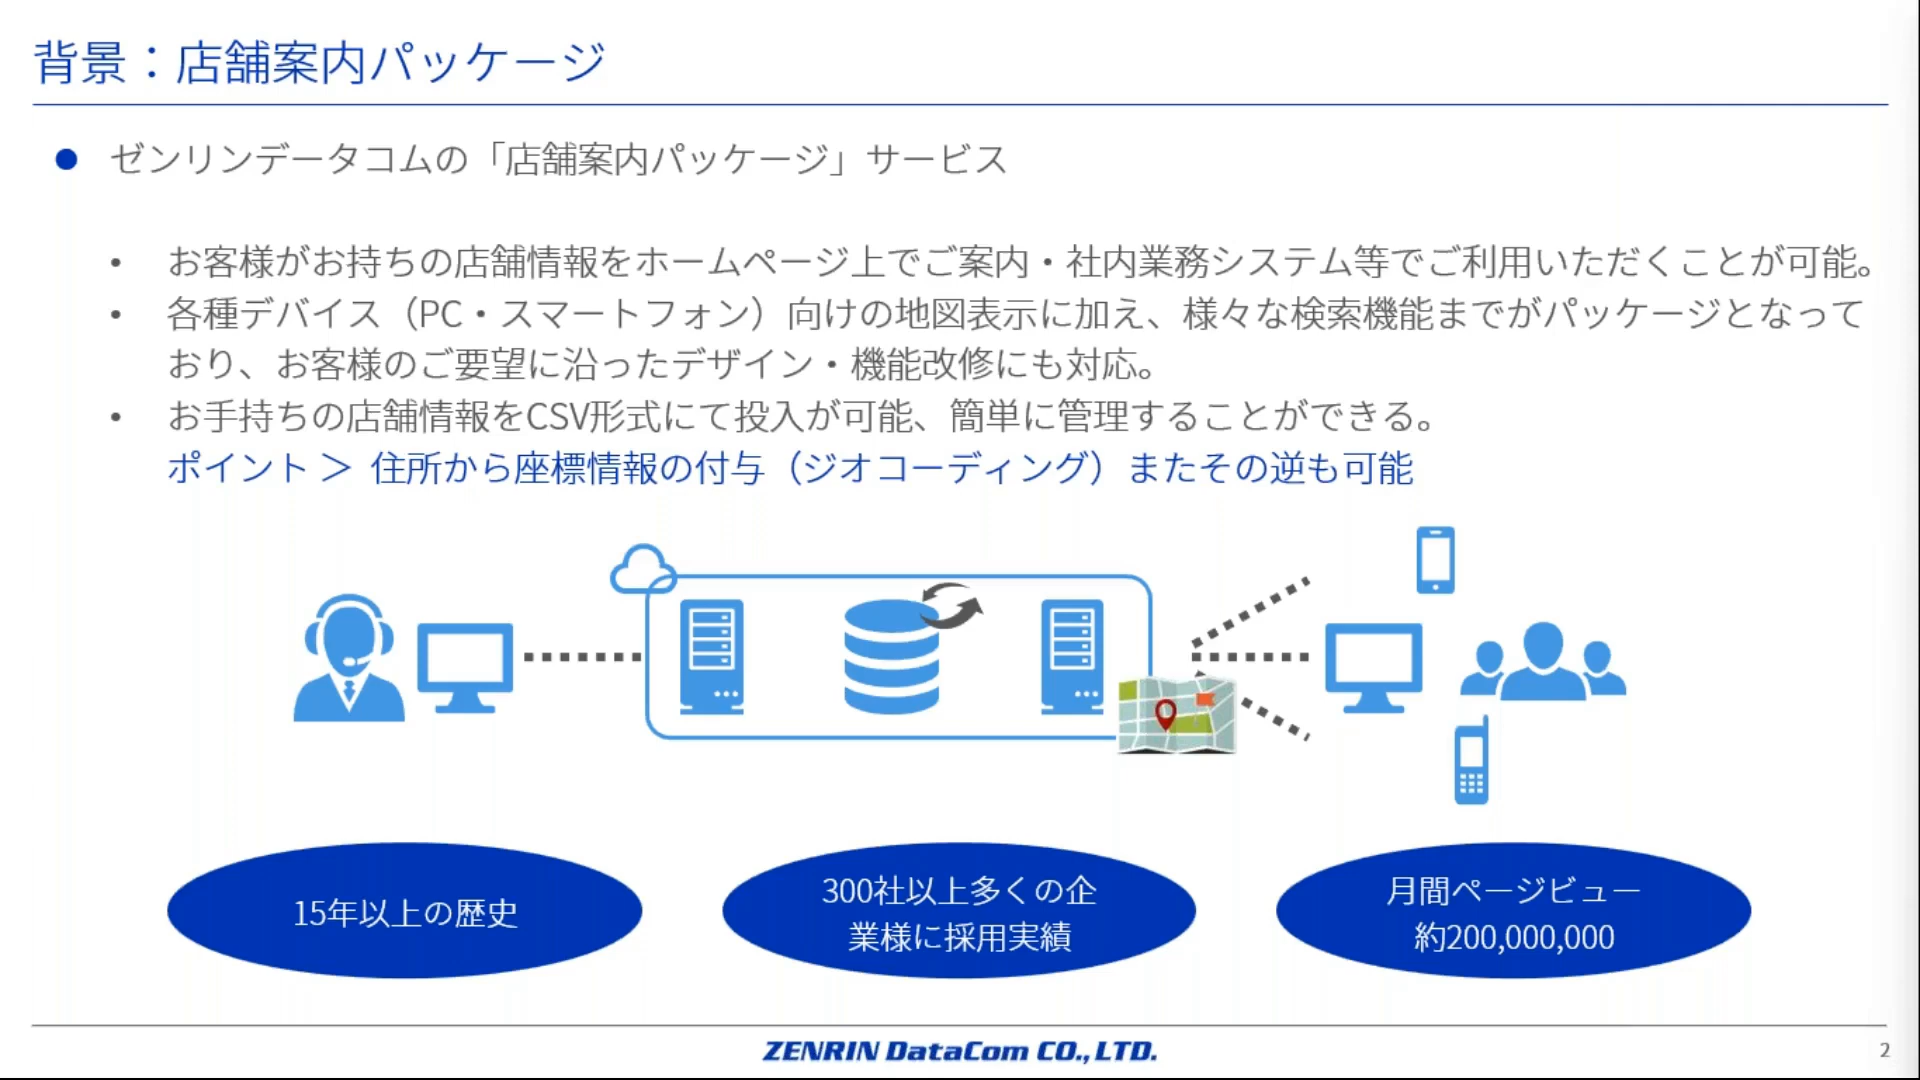 背景：店舗案内パッケージ
● ゼンリンデータコムの「店舗案内パッケージ」サービス
• お客様がお持ちの店舗情報をホームページ上でご案内・社内業務システム等でご利用いただくことが可能。
• 各種デバイス（PC・スマートフォン）向けの地図表示に加え、様々な検索機能までがパッケージとなって
おり、お客様のご要望に沿ったデザイン・機能改修にも対応。
• お手持ちの店舗情報をCSV形式にて投入が可能、簡単に管理することができる。
ポイント ＞ 住所から座標情報の付与（ジオコーディング）またその逆も可能
15年以上の歴史
300社以上多くの企
業様に採用実績
月間ページビュー
約200,000,000
ZENRIN DataCom CO., LTD.
2